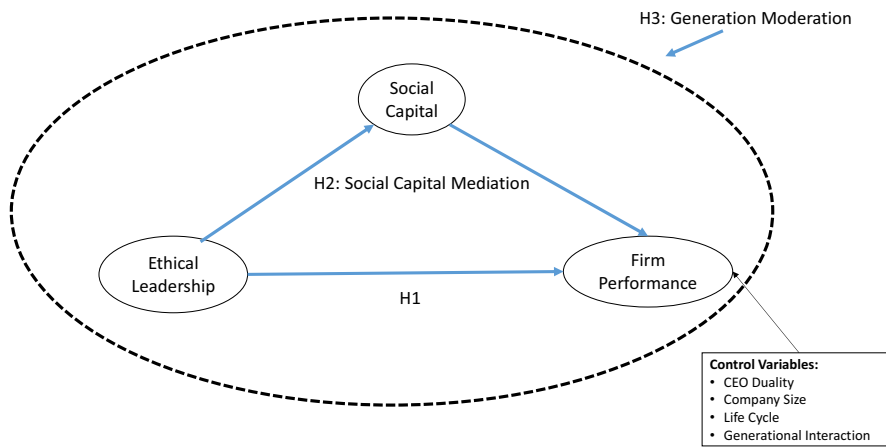 H3: Generation Moderation
Social
Capital
H2: Social Capital Mediation
Ethical
Leadership
Firm
Performance
H1
Control Variables:
• CEO Duality
• Company Size
• Life Cycle
• Generational Interaction